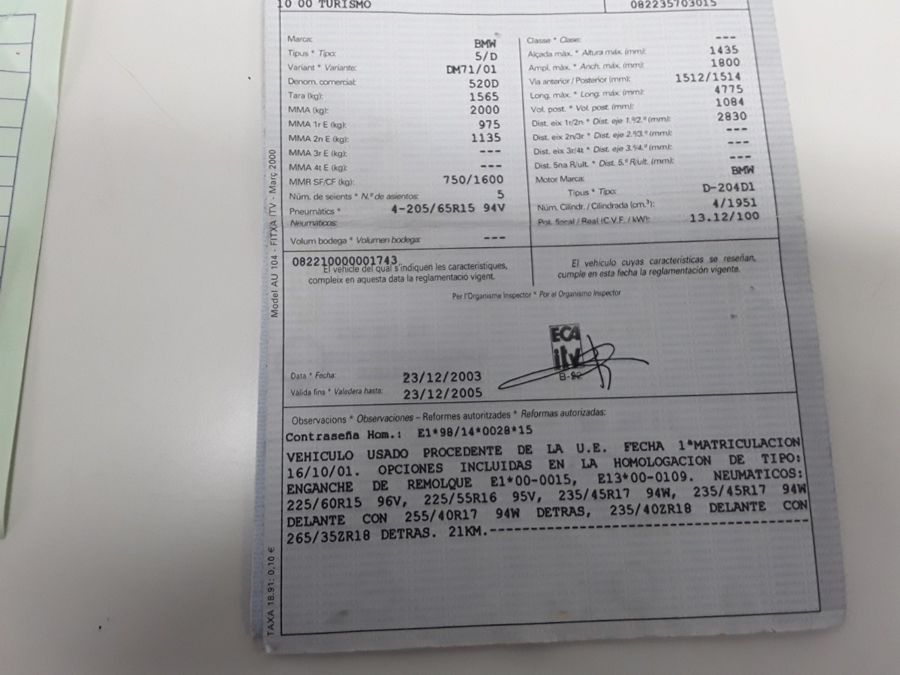 10 00 TURISMO
082235703015
Marca: BMW
Tipus * Tipo: 5/D
Variant * Variante: DM71/01
Denom. comercial: 520D
Tara (kg): 1565
MMA (kg): 2000
MMA 1r E (kg): 975
MMA 2n E (kg): 1135
MMA 3r E (kg): ---
MMA 4t E (kg): ---
MMR SF/CF (kg): 750/1600
Núm. de seients * N.º de asientos: 5
Pneumàtics * 4-205/65R15 94V
Neumáticos:
Volum bodega * Volumen bodega: ---
Classe * Clase: ---
Alçada màx. * Altura máx. (mm): 1435
Ampl. màx. * Anch. máx. (mm): 1800
Via anterior / Posterior (mm): 1512/1514
Long. màx. * Long. máx. (mm): 4775
Vol. post. * Vol. post. (mm): 1084
Dist. eix 1r/2n * Dist. eje 1.º/2.º (mm): 2830
Dist. eix 2n/3r * Dist. eje 2.º/3.º (mm): ---
Dist. eix 3r/4t * Dist. eje 3.º/4.º (mm): ---
Dist. 5na R/ult. * Dist. 5.ª R/ult. (mm): ---
Motor Marca: BMW
Tipus * Tipo: D-204D1
Núm. Cilindr. / Cilindrada (cm.³): 4/1951
Pot. fiscal / Real (C.V.F. / kW): 13.12/100
082210000001743
El vehicle del qual s'indiquen les característiques,
compleix en aquesta data la reglamentació vigent.
El vehículo cuyas características se reseñan,
cumple en esta fecha la reglamentación vigente.
Per l'Organisme Inspector * Por el Organismo Inspector
ECA
itv
B-22
Data * Fecha: 23/12/2003
Vàlida fins * Valedera hasta: 23/12/2005
Observacions * Observaciones – Reformes autoritzades * Reformas autorizadas:
Contraseña Hom.: E1*98/14*0028*15
VEHICULO USADO PROCEDENTE DE LA U.E. FECHA 1ªMATRICULACION
16/10/01. OPCIONES INCLUIDAS EN LA HOMOLOGACION DE TIPO:
ENGANCHE DE REMOLQUE E1*00-0015, E13*00-0109. NEUMATICOS:
225/60R15 96V, 225/55R16 95V, 235/45R17 94W, 235/45R17 94W
DELANTE CON 255/40R17 94W DETRAS, 235/40ZR18 DELANTE CON
265/35ZR18 DETRAS. 21KM.-----------------------------------
Model AU 104 - FITXA ITV - Març 2000
TAXA 18.91: 0,10 €